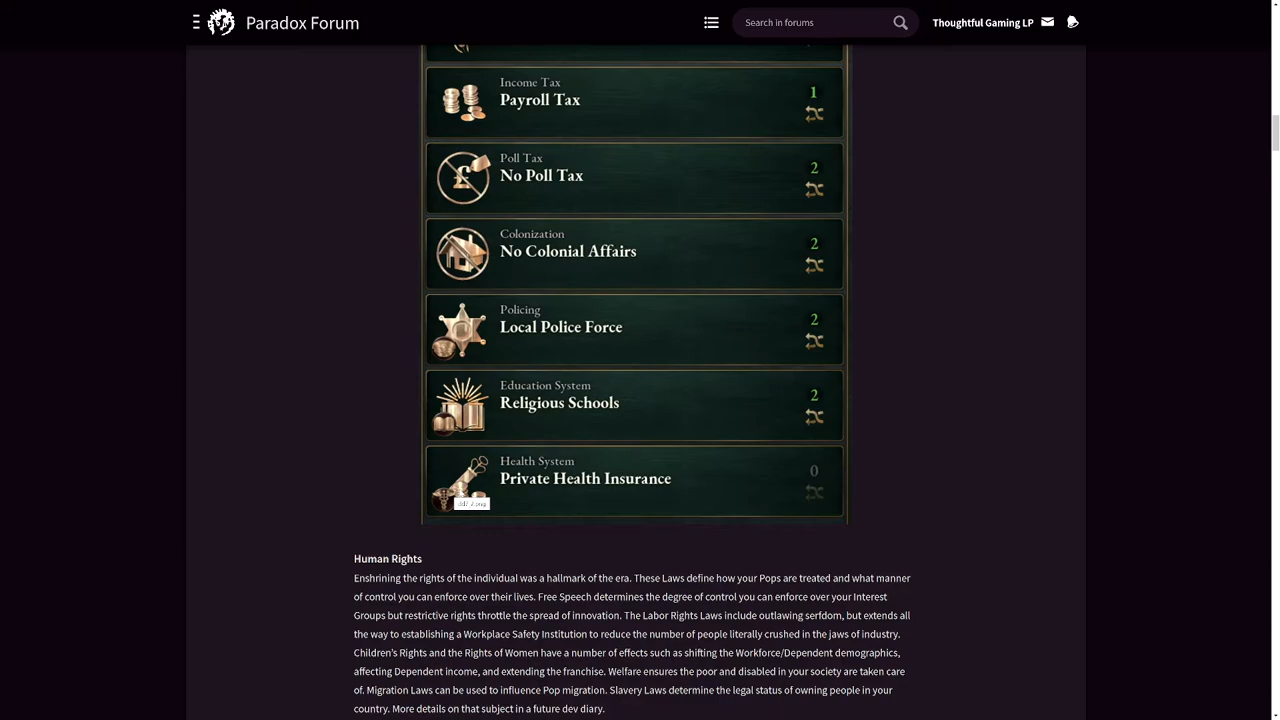 Paradox Forum
Search in forums
Thoughtful Gaming LP
Income Tax
Payroll Tax
1
Poll Tax
No Poll Tax
2
Colonization
No Colonial Affairs
2
Policing
Local Police Force
2
Education System
Religious Schools
2
Health System
Private Health Insurance
0
Human Rights
Enshrining the rights of the individual was a hallmark of the era. These Laws define how your Pops are treated and what manner
of control you can enforce over their lives. Free Speech determines the degree of control you can enforce over your Interest
Groups but restrictive rights throttle the spread of innovation. The Labor Rights Laws include outlawing serfdom, but extends all
the way to establishing a Workplace Safety Institution to reduce the number of people literally crushed in the jaws of industry.
Children's Rights and the Rights of Women have a number of effects such as shifting the Workforce/Dependent demographics,
affecting Dependent income, and extending the franchise. Welfare ensures the poor and disabled in your society are taken care
of. Migration Laws can be used to influence Pop migration. Slavery Laws determine the legal status of owning people in your
country. More details on that subject in a future dev diary.